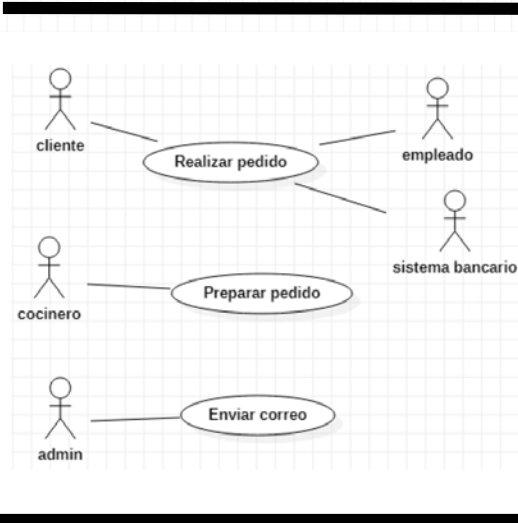 cliente
Realizar pedido
empleado
sistema bancario
cocinero
Preparar pedido
admin
Enviar correo